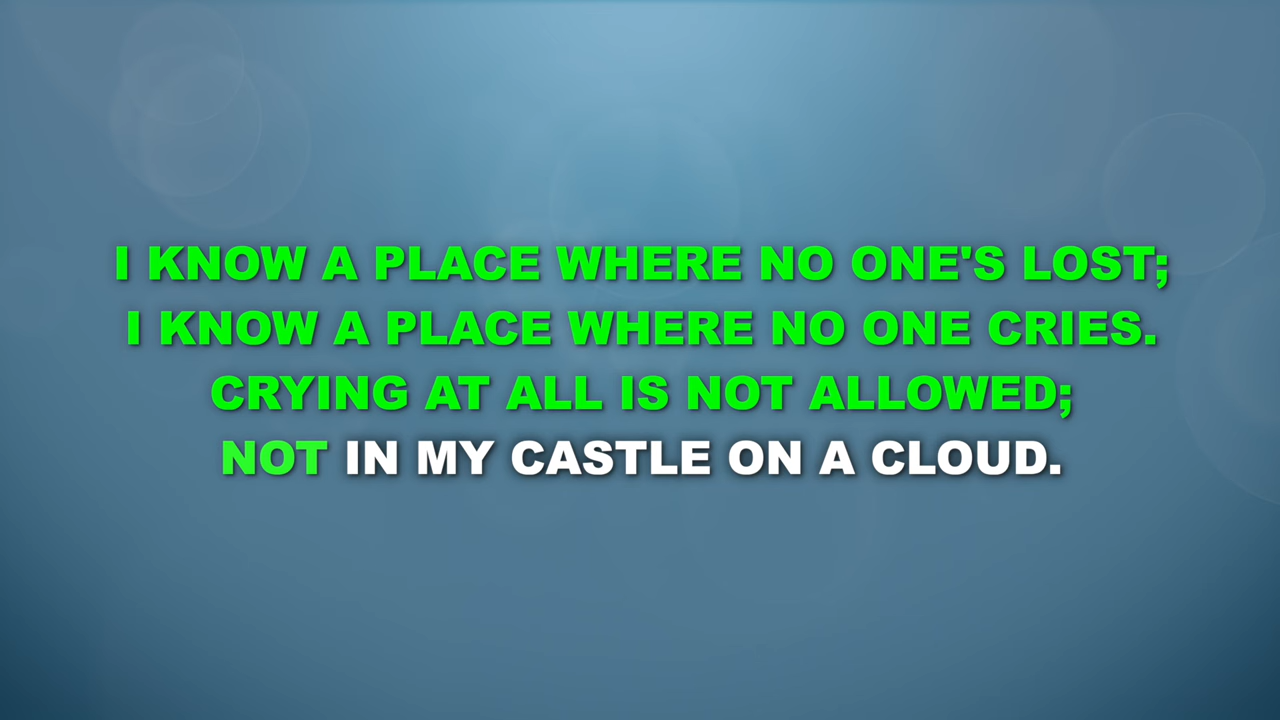 I KNOW A PLACE WHERE NO ONE'S LOST;
I KNOW A PLACE WHERE NO ONE CRIES.
CRYING AT ALL IS NOT ALLOWED;
NOT IN MY CASTLE ON A CLOUD.